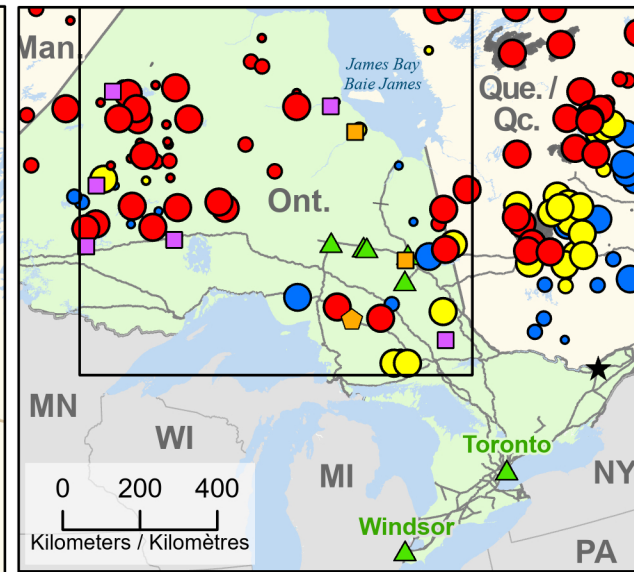 Man.
James Bay
Baie James
Que. /
Qc.
Ont.
MN
WI
MI
Toronto
NY
Windsor
PA
0 200 400
Kilometers / Kilomètres